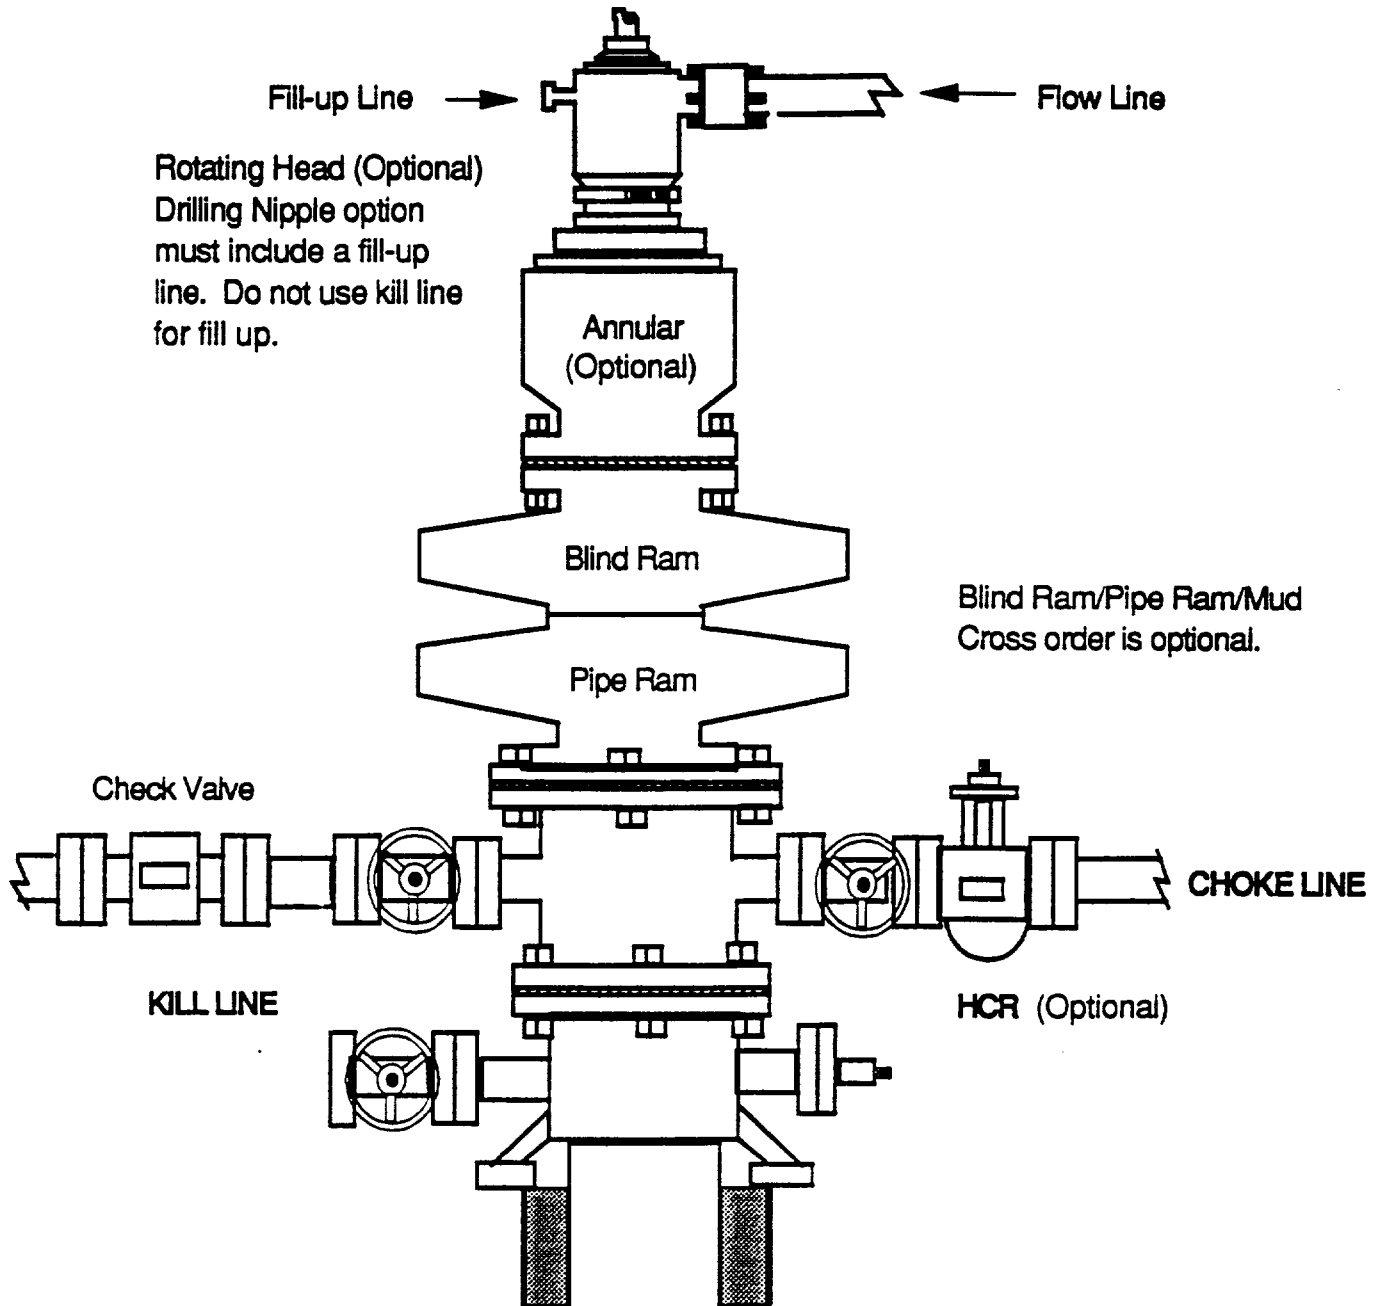 Fill-up Line
Flow Line
Rotating Head (Optional)
Drilling Nipple option
must include a fill-up
line. Do not use kill line
for fill up.
Annular
(Optional)
Blind Ram
Blind Ram/Pipe Ram/Mud
Cross order is optional.
Pipe Ram
Check Valve
CHOKE LINE
KILL LINE
HCR (Optional)